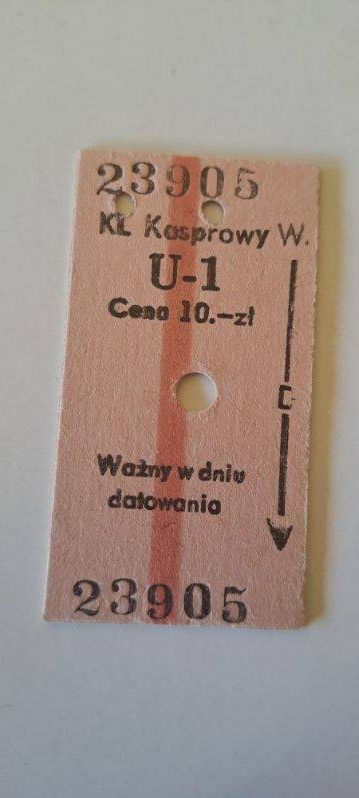 23905
KL Kasprowy W.
U-1
Cena 10.-zł
Ważny w dniu
datowania
23905